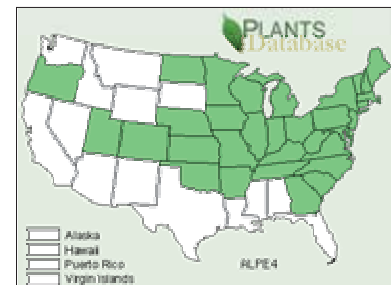 PLANTS
Database
Alaska
Hawaii
Puerto Rico
Virgin Islands
ALPE4